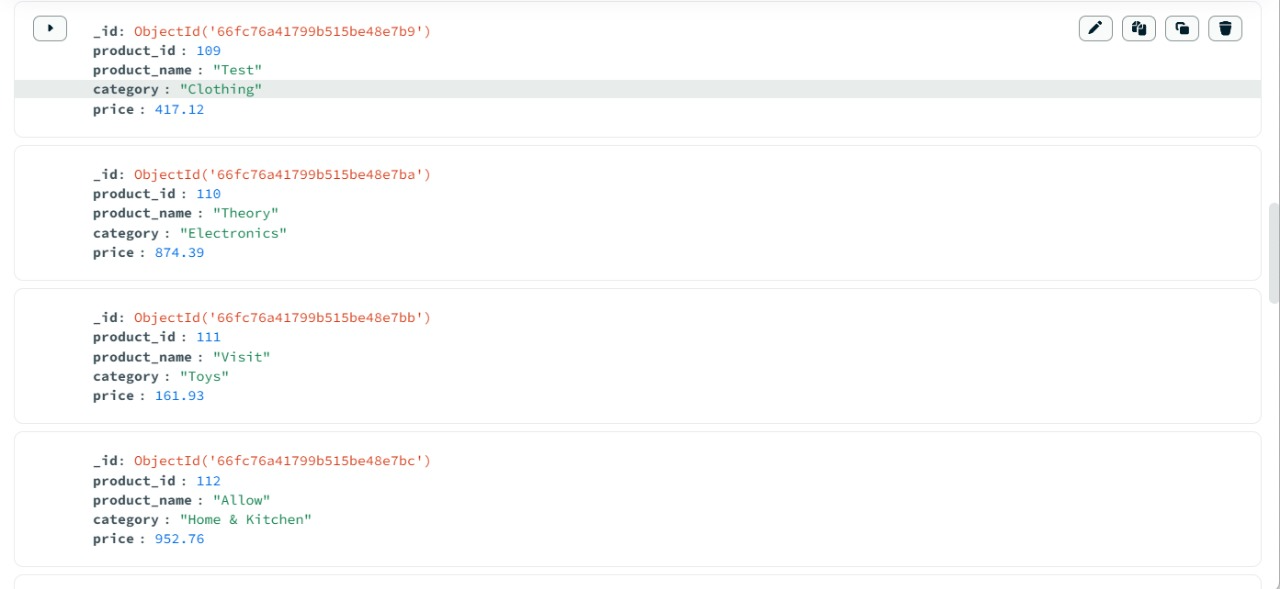 _id: ObjectId('66fc76a41799b515be48e7b9')
product_id : 109
product_name : "Test"
category : "Clothing"
price : 417.12
_id: ObjectId('66fc76a41799b515be48e7ba')
product_id : 110
product_name : "Theory"
category : "Electronics"
price : 874.39
_id: ObjectId('66fc76a41799b515be48e7bb')
product_id : 111
product_name : "Visit"
category : "Toys"
price : 161.93
_id: ObjectId('66fc76a41799b515be48e7bc')
product_id : 112
product_name : "Allow"
category : "Home & Kitchen"
price : 952.76